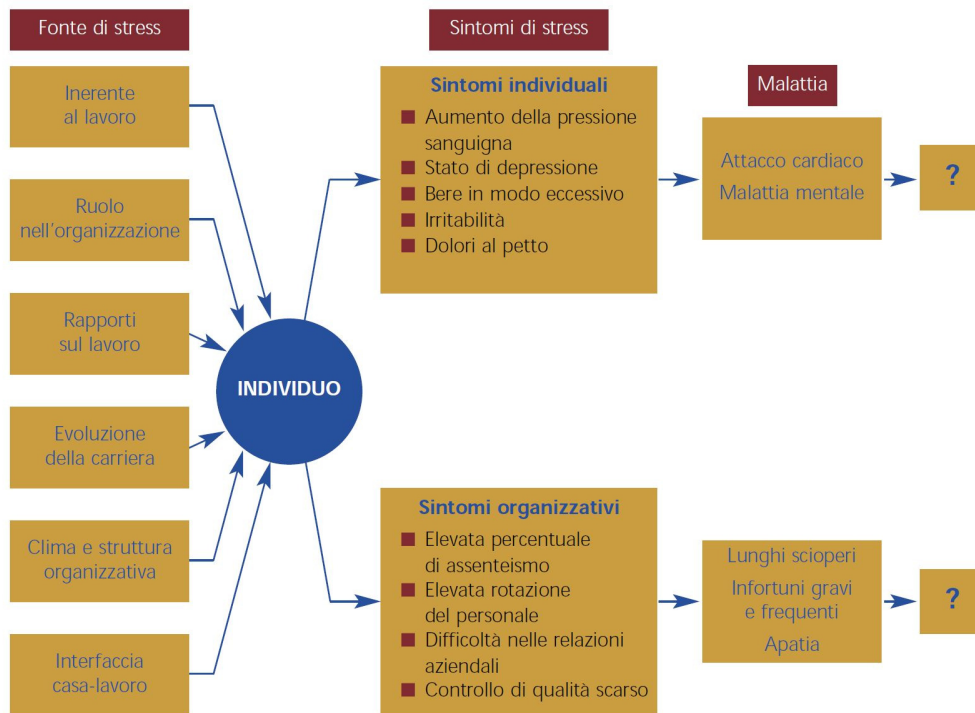 Fonte di stress
Inerente
al lavoro
Ruolo
nell'organizzazione
Rapporti
sul lavoro
Evoluzione
della carriera
Clima e struttura
organizzativa
Interfaccia
casa-lavoro
INDIVIDUO
Sintomi di stress
Sintomi individuali
Aumento della pressione
sanguigna
Stato di depressione
Bere in modo eccessivo
Irritabilità
Dolori al petto
Malattia
Attacco cardiaco
Malattia mentale
?
Sintomi organizzativi
Elevata percentuale
di assenteismo
Elevata rotazione
del personale
Difficoltà nelle relazioni
aziendali
Controllo di qualità scarso
Lunghi scioperi
Infortuni gravi
e frequenti
Apatia
?